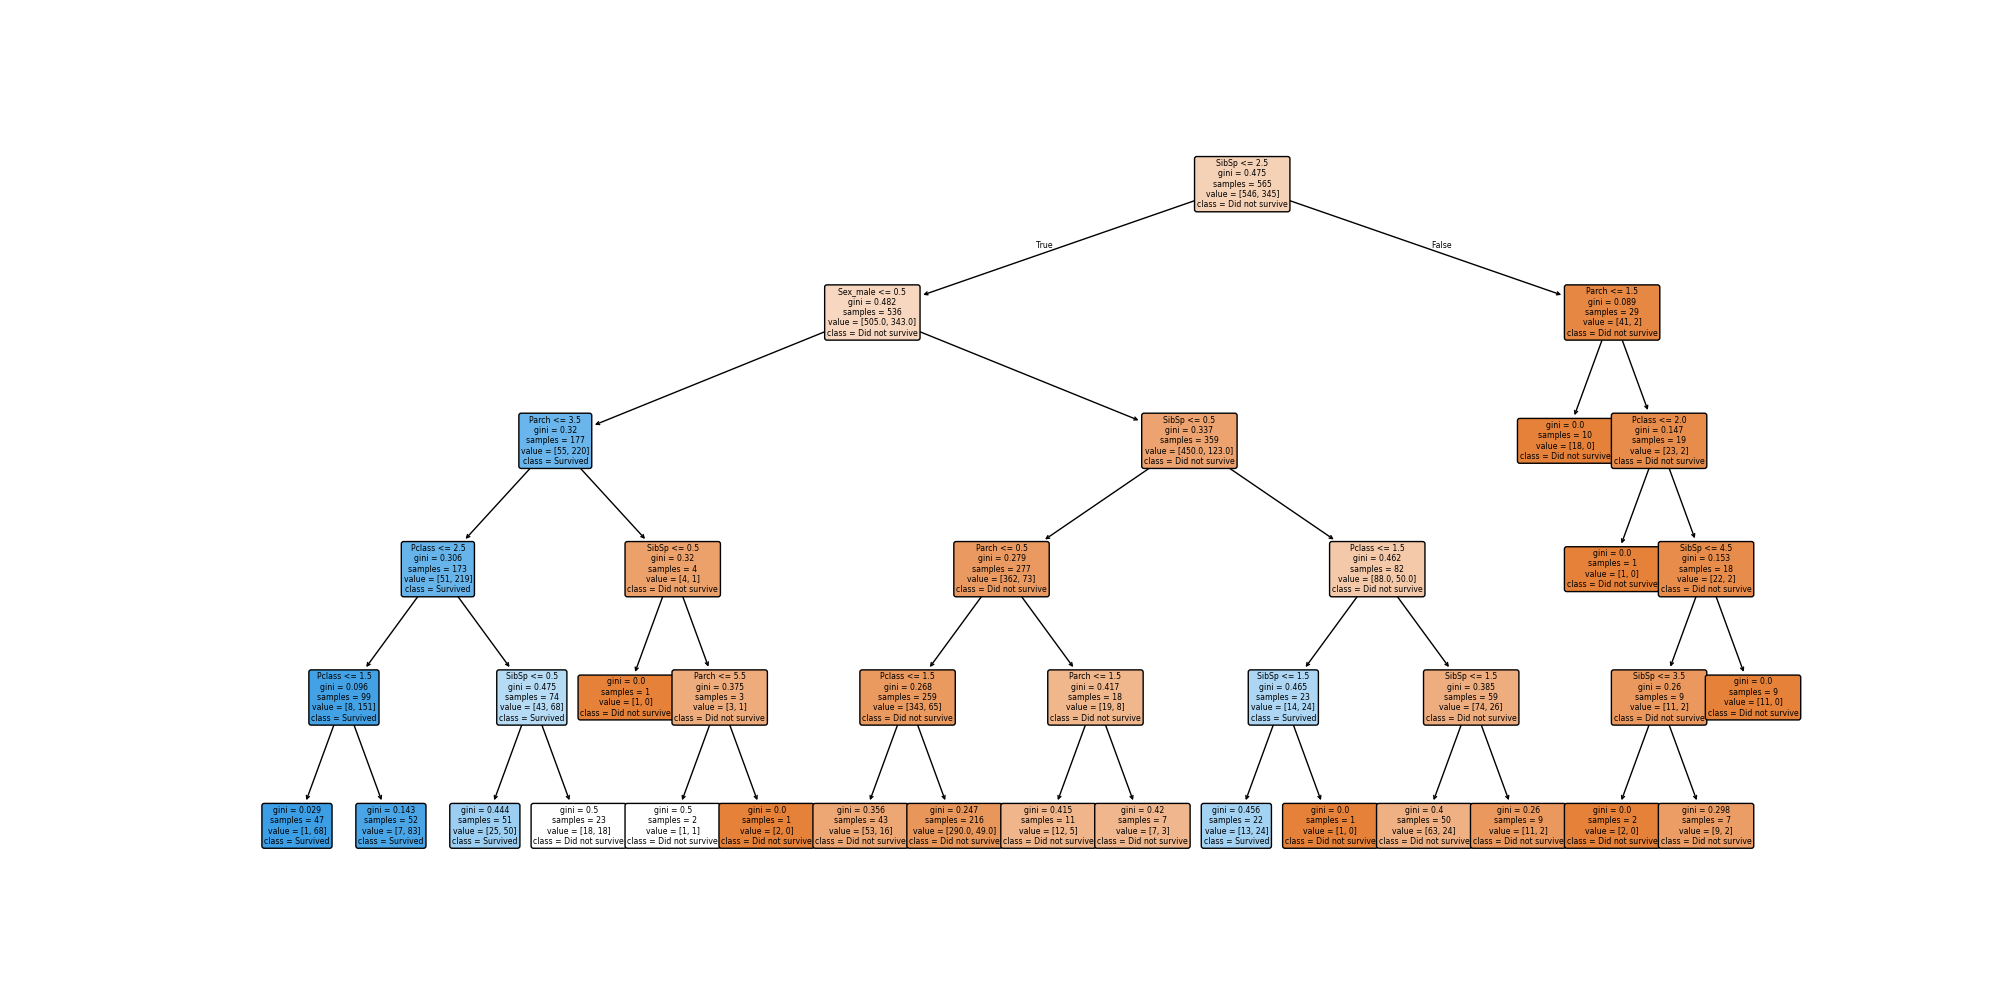 SibSp <= 2.5
gini = 0.475
samples = 565
value = [546, 345]
class = Did not survive
True
False
Sex_male <= 0.5
gini = 0.482
samples = 536
value = [505.0, 343.0]
class = Did not survive
Parch <= 1.5
gini = 0.089
samples = 29
value = [41, 2]
class = Did not survive
Parch <= 3.5
gini = 0.32
samples = 177
value = [55, 220]
class = Survived
SibSp <= 0.5
gini = 0.337
samples = 359
value = [450.0, 123.0]
class = Did not survive
gini = 0.0
samples = 10
value = [18, 0]
class = Did not survive
Pclass <= 2.0
gini = 0.147
samples = 19
value = [23, 2]
class = Did not survive
Pclass <= 2.5
gini = 0.306
samples = 173
value = [51, 219]
class = Survived
SibSp <= 0.5
gini = 0.32
samples = 4
value = [4, 1]
class = Did not survive
Parch <= 0.5
gini = 0.279
samples = 277
value = [362, 73]
class = Did not survive
Pclass <= 1.5
gini = 0.462
samples = 82
value = [88.0, 50.0]
class = Did not survive
gini = 0.0
samples = 1
value = [1, 0]
class = Did not survive
SibSp <= 4.5
gini = 0.153
samples = 18
value = [22, 2]
class = Did not survive
Pclass <= 1.5
gini = 0.096
samples = 99
value = [8, 151]
class = Survived
SibSp <= 0.5
gini = 0.475
samples = 74
value = [43, 68]
class = Survived
gini = 0.0
samples = 1
value = [1, 0]
class = Did not survive
Parch <= 5.5
gini = 0.375
samples = 3
value = [3, 1]
class = Did not survive
Pclass <= 1.5
gini = 0.268
samples = 259
value = [343, 65]
class = Did not survive
Parch <= 1.5
gini = 0.417
samples = 18
value = [19, 8]
class = Did not survive
SibSp <= 1.5
gini = 0.465
samples = 23
value = [14, 24]
class = Survived
SibSp <= 1.5
gini = 0.385
samples = 59
value = [74, 26]
class = Did not survive
SibSp <= 3.5
gini = 0.26
samples = 9
value = [11, 2]
class = Did not survive
gini = 0.0
samples = 9
value = [11, 0]
class = Did not survive
gini = 0.029
samples = 47
value = [1, 68]
class = Survived
gini = 0.143
samples = 52
value = [7, 83]
class = Survived
gini = 0.444
samples = 51
value = [25, 50]
class = Survived
gini = 0.5
samples = 23
value = [18, 18]
class = Did not survive
gini = 0.5
samples = 2
value = [1, 1]
class = Did not survive
gini = 0.0
samples = 1
value = [2, 0]
class = Did not survive
gini = 0.356
samples = 43
value = [53, 16]
class = Did not survive
gini = 0.247
samples = 216
value = [290.0, 49.0]
class = Did not survive
gini = 0.415
samples = 11
value = [12, 5]
class = Did not survive
gini = 0.42
samples = 7
value = [7, 3]
class = Did not survive
gini = 0.456
samples = 22
value = [13, 24]
class = Survived
gini = 0.0
samples = 1
value = [1, 0]
class = Did not survive
gini = 0.4
samples = 50
value = [63, 24]
class = Did not survive
gini = 0.26
samples = 9
value = [11, 2]
class = Did not survive
gini = 0.0
samples = 2
value = [2, 0]
class = Did not survive
gini = 0.298
samples = 7
value = [9, 2]
class = Did not survive